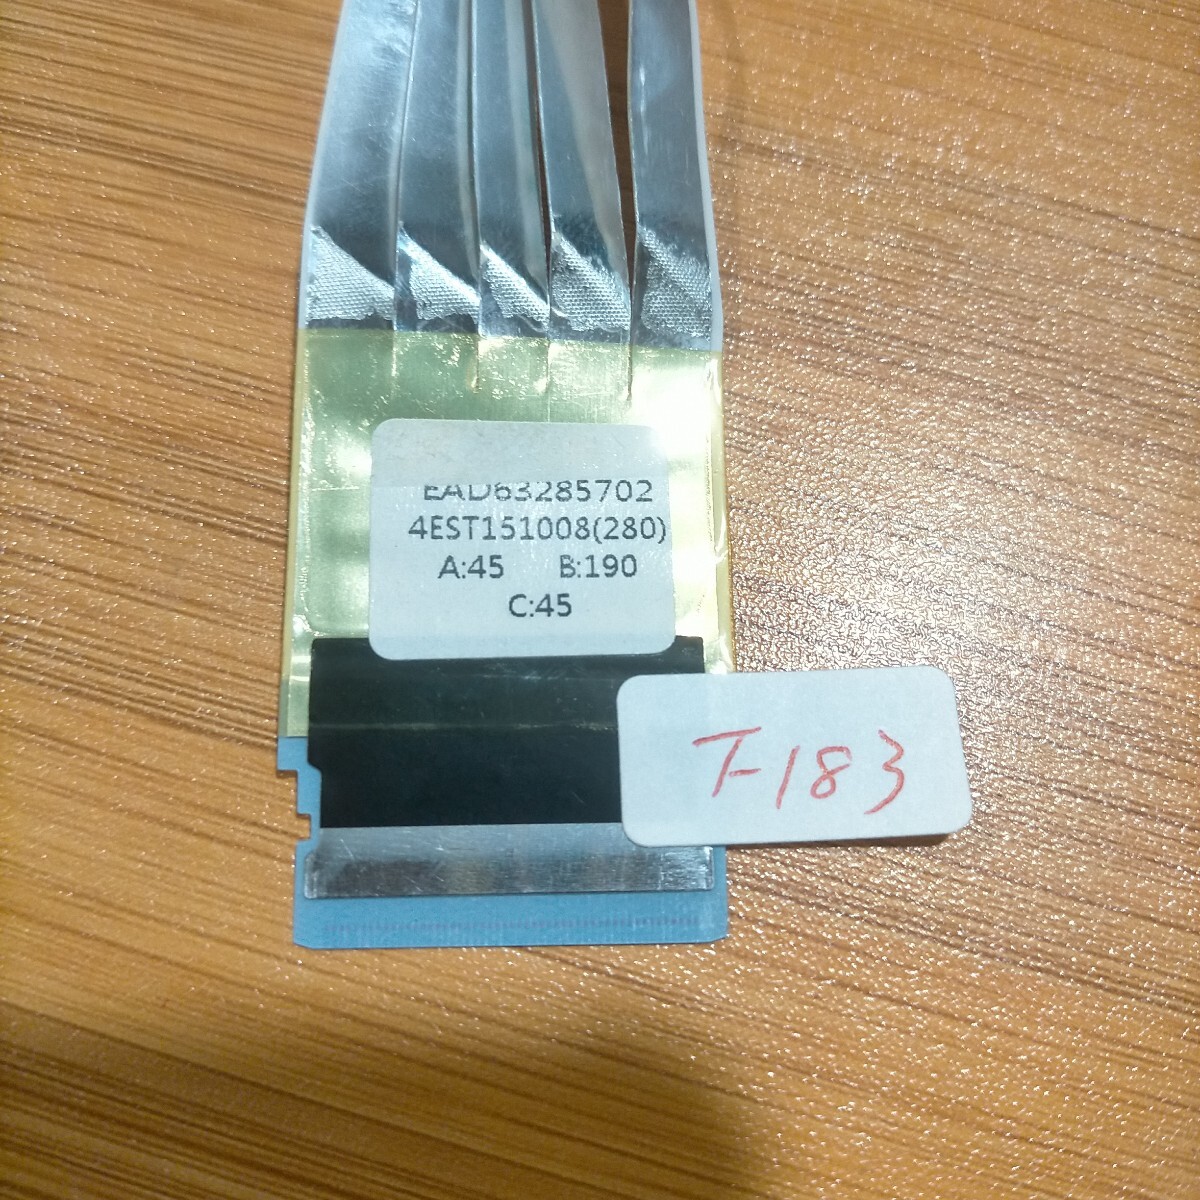 EAD63285702
4EST151008(280)
A:45 B:190
C:45
F-183